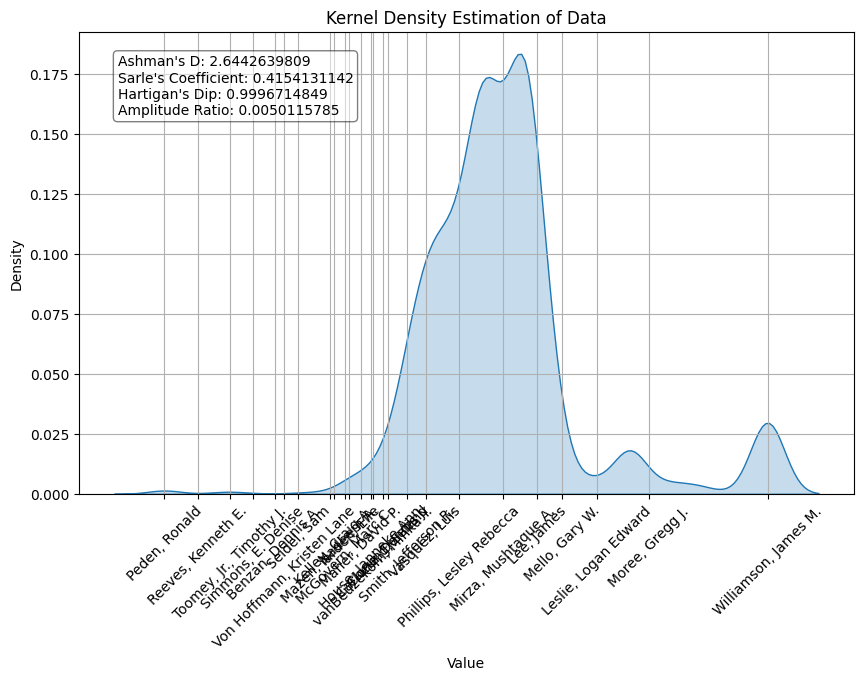 Kernel Density Estimation of Data
Ashman's D: 2.6442639809
Sarle's Coefficient: 0.4154131142
Hartigan's Dip: 0.9996714849
Amplitude Ratio: 0.0050115785
Density
0.175
0.150
0.125
0.100
0.075
0.050
0.025
0.000
Peden, Ronald
Reeves, Kenneth E.
Toomey, Jr., Timothy J.
Simmons, E. Denise
Benzan, Dennis A.
Seidel, Sam
Von Hoffmann, Kristen Lane
Maher, David P.
Smith, Jefferson R.
Vasquez, Luis
Phillips, Lesley Rebecca
Mirza, Mushtaque A.
Lee, James
Mello, Gary W.
Leslie, Logan Edward
Moree, Gregg J.
Williamson, James M.
Value